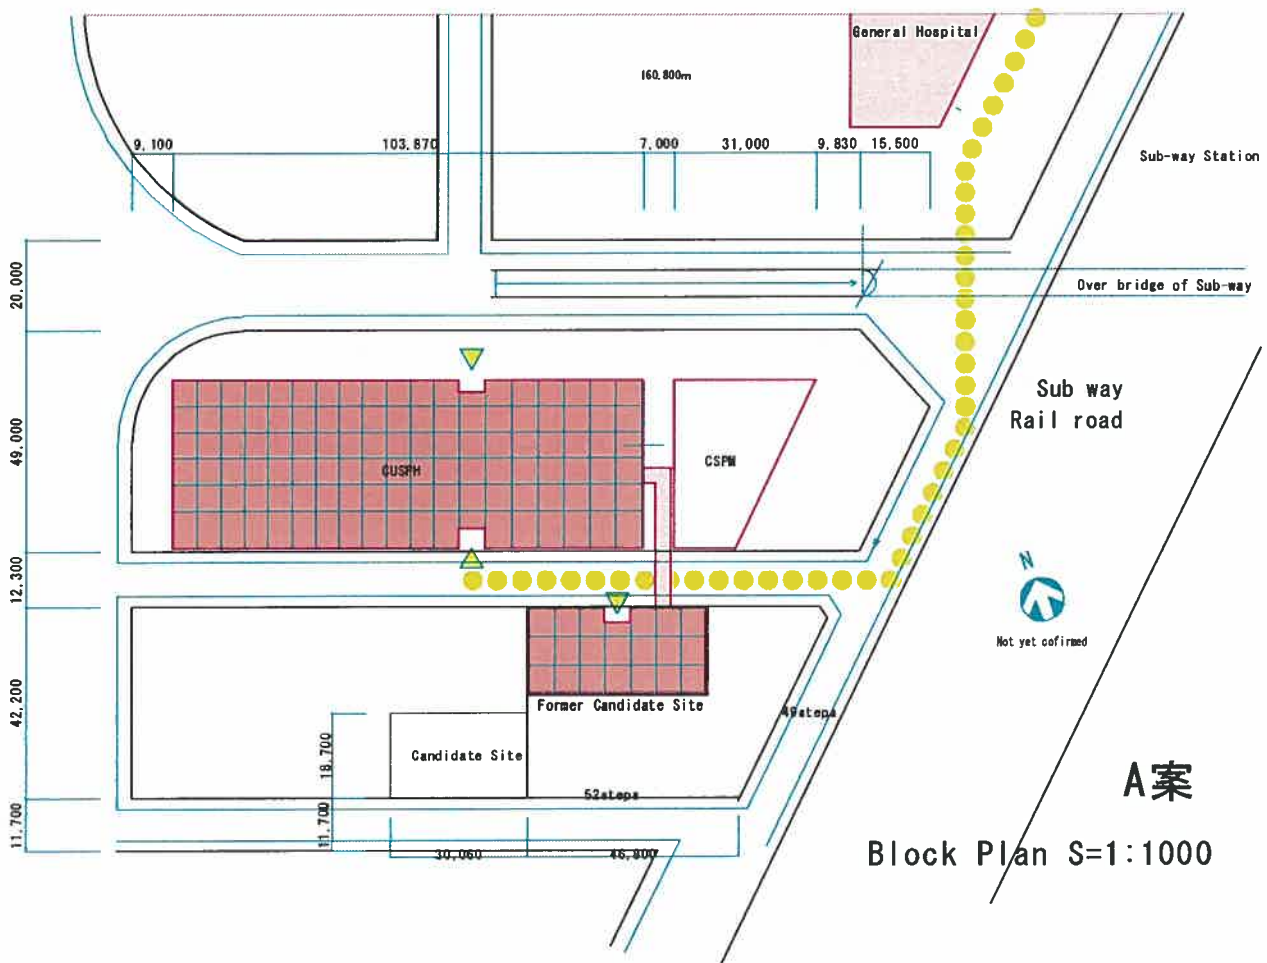 General Hospital
160.800m
9,100
103,870
7,000
31,000
9,830
15,500
Sub-way Station
20,000
Over bridge of Sub-way
49,000
Sub way
Rail road
CSPM
12,300
N
Not yet cofirmed
42,200
Former Candidate Site
49steps
18,700
Candidate Site
52steps
A案
11,700
11,700
30,060
46,800
Block Plan S=1:1000